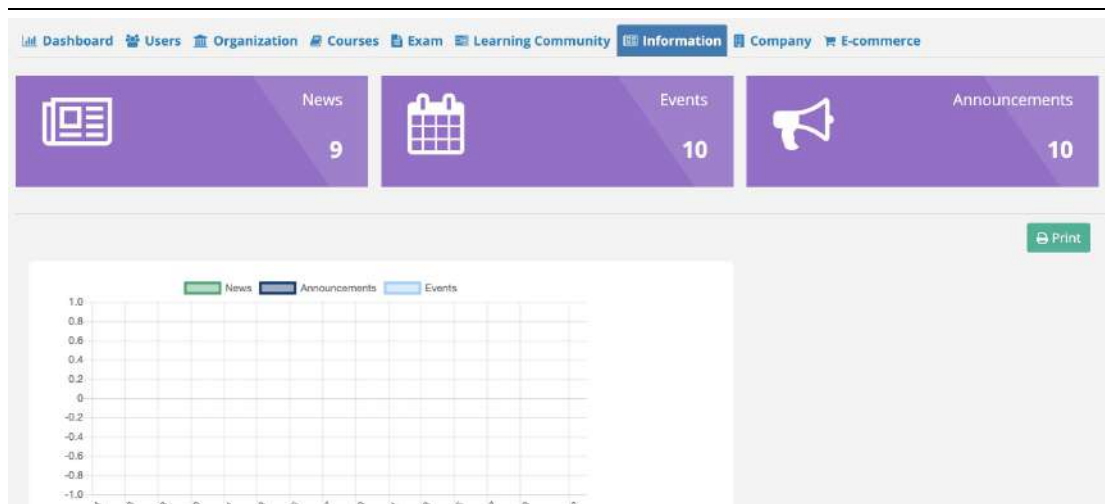 Dashboard Users Organization Courses Exam Learning Community Information Company E-commerce
News
9
Events
10
Announcements
10
Print
News Announcements Events
1.0
0.8
0.6
0.4
0.2
0
-0.2
-0.4
-0.6
-0.8
-1.0